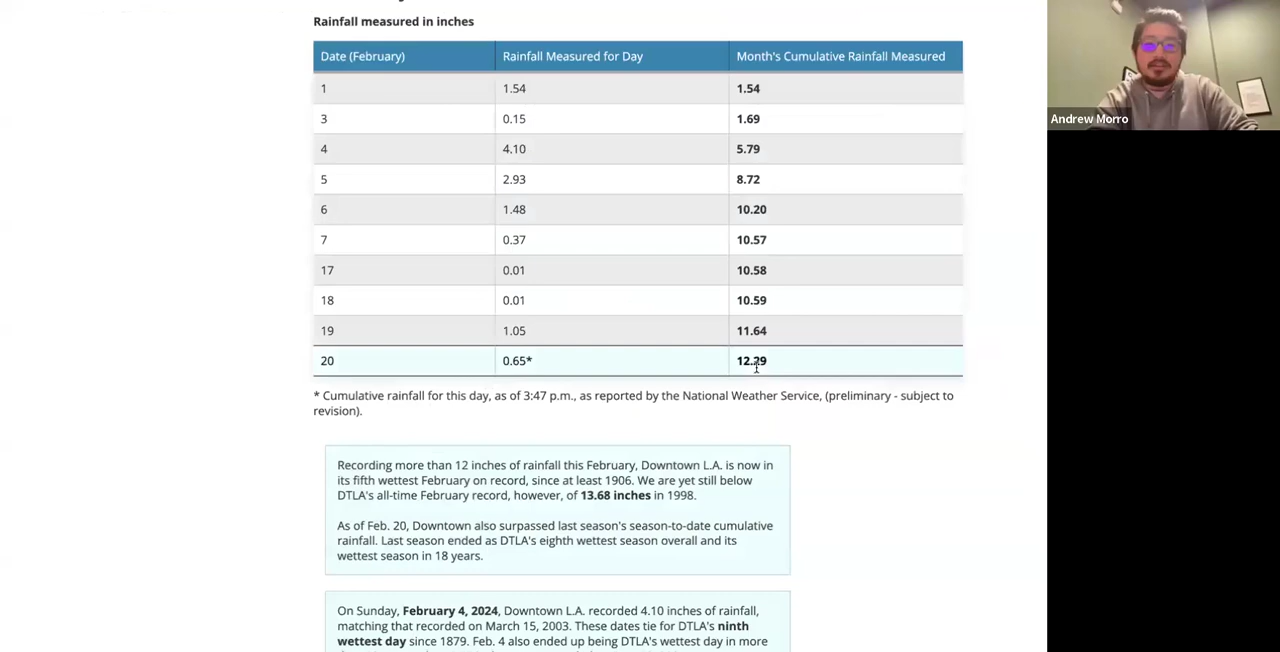 Rainfall measured in inches
Date (February) Rainfall Measured for Day Month's Cumulative Rainfall Measured
1 1.54 1.54
3 0.15 1.69
4 4.10 5.79
5 2.93 8.72
6 1.48 10.20
7 0.37 10.57
17 0.01 10.58
18 0.01 10.59
19 1.05 11.64
20 0.65* 12.29
* Cumulative rainfall for this day, as of 3:47 p.m., as reported by the National Weather Service, (preliminary - subject to
revision).
Recording more than 12 inches of rainfall this February, Downtown L.A. is now in
its fifth wettest February on record, since at least 1906. We are yet still below
DTLA's all-time February record, however, of 13.68 inches in 1998.
As of Feb. 20, Downtown also surpassed last season's season-to-date cumulative
rainfall. Last season ended as DTLA's eighth wettest season overall and its
wettest season in 18 years.
On Sunday, February 4, 2024, Downtown L.A. recorded 4.10 inches of rainfall,
matching that recorded on March 15, 2003. These dates tie for DTLA's ninth
wettest day since 1879. Feb. 4 also ended up being DTLA's wettest day in more
Andrew Morro